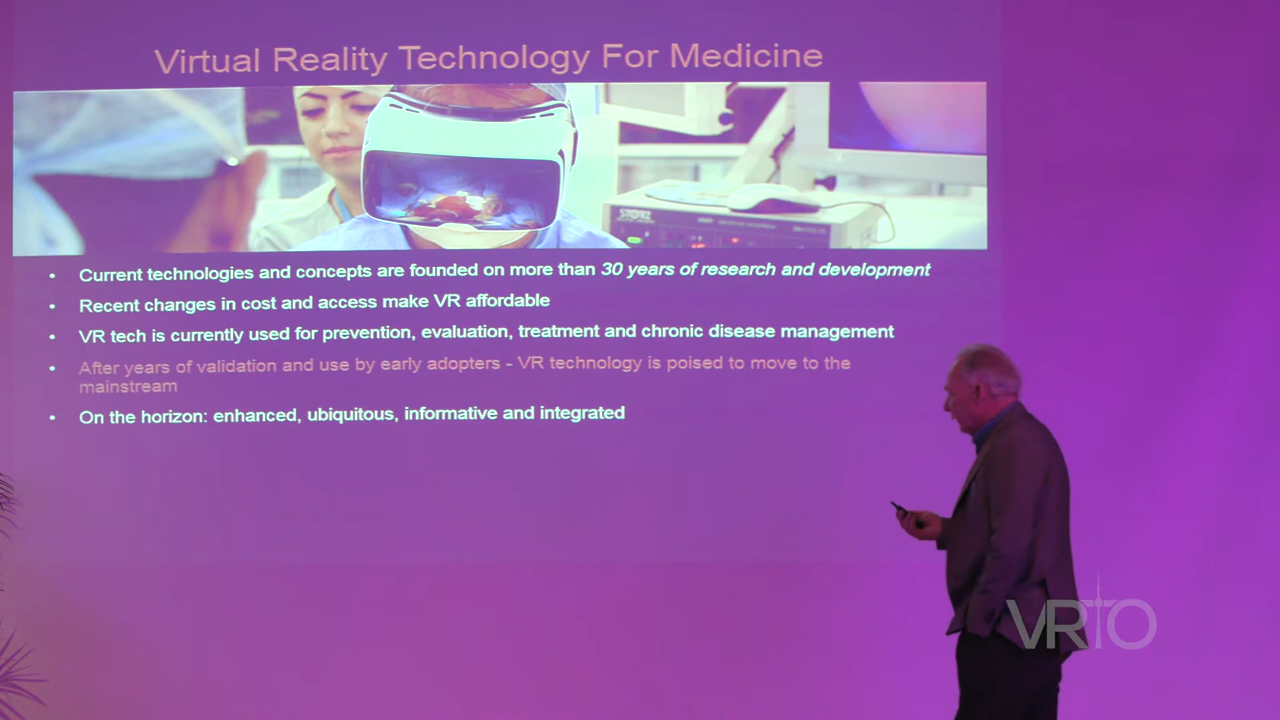 Virtual Reality Technology For Medicine
STORZ
• Current technologies and concepts are founded on more than 30 years of research and development
• Recent changes in cost and access make VR affordable
• VR tech is currently used for prevention, evaluation, treatment and chronic disease management
• After years of validation and use by early adopters - VR technology is poised to move to the
mainstream
• On the horizon: enhanced, ubiquitous, informative and integrated
VRTO